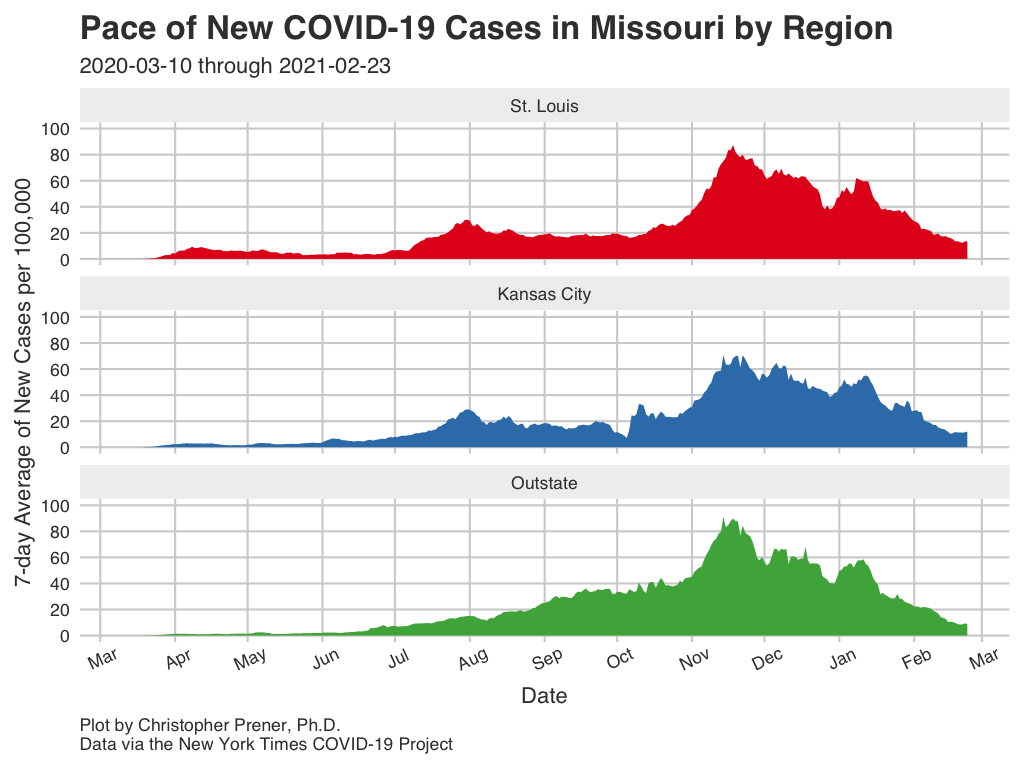 Pace of New COVID-19 Cases in Missouri by Region
2020-03-10 through 2021-02-23
7-day Average of New Cases per 100,000
St. Louis
100
80
60
40
20
0
Kansas City
100
80
60
40
20
0
Outstate
100
80
60
40
20
0
Mar Apr May Jun Jul Aug Sep Oct Nov Dec Jan Feb Mar
Date
Plot by Christopher Prener, Ph.D.
Data via the New York Times COVID-19 Project